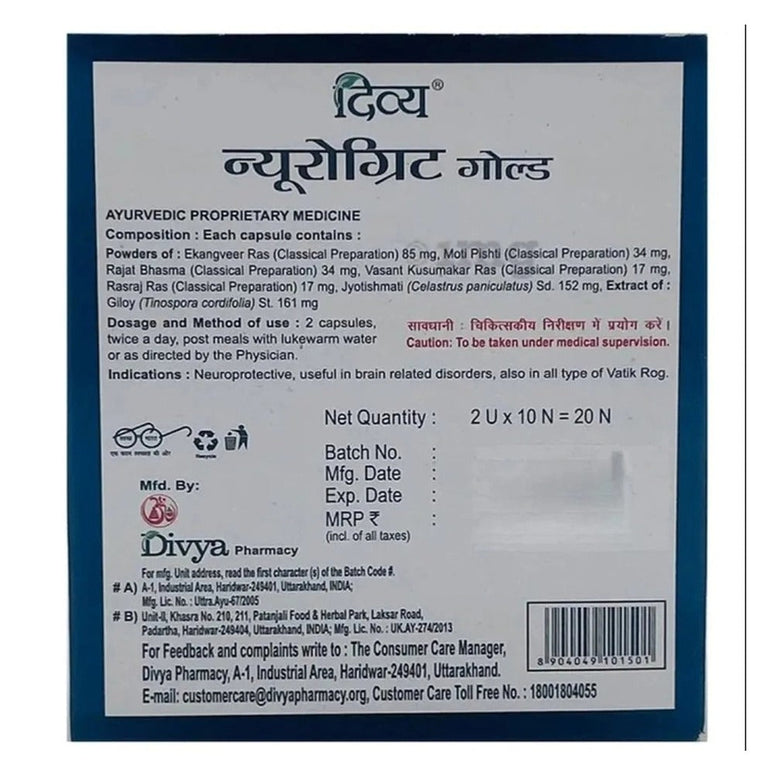 दिव्य®
न्यूरोग्रिट गोल्ड
AYURVEDIC PROPRIETARY MEDICINE
Composition : Each capsule contains :
Powders of : Ekangveer Ras (Classical Preparation) 85 mg, Moti Pishti (Classical Preparation) 34 mg,
Rajat Bhasma (Classical Preparation) 34 mg, Vasant Kusumakar Ras (Classical Preparation) 17 mg,
Rasraj Ras (Classical Preparation) 17 mg, Jyotishmati (Celastrus paniculatus) Sd. 152 mg, Extract of :
Giloy (Tinospora cordifolia) St. 161 mg
Dosage and Method of use : 2 capsules,
twice a day, post meals with lukewarm water
or as directed by the Physician.
सावधानी : चिकित्सकीय निरीक्षण में प्रयोग करें।
Caution: To be taken under medical supervision.
Indications : Neuroprotective, useful in brain related disorders, also in all type of Vatik Rog.
Net Quantity : 2 U x 10 N = 20 N
स्वच्छ भारत
एक कदम स्वच्छता की ओर
Recycle
Batch No. :
Mfg. Date :
Exp. Date :
MRP ₹ :
(incl. of all taxes)
Mfd. By:
Divya Pharmacy
For mfg. Unit address, read the first character (s) of the Batch Code #.
# A) A-1, Industrial Area, Haridwar-249401, Uttarakhand, INDIA;
Mfg. Lic. No. : Uttra.Ayu-67/2005
# B) Unit-II, Khasra No. 210, 211, Patanjali Food & Herbal Park, Laksar Road,
Padartha, Haridwar-249404, Uttarakhand, INDIA; Mfg. Lic. No. : UK.AY-274/2013
For Feedback and complaints write to : The Consumer Care Manager,
Divya Pharmacy, A-1, Industrial Area, Haridwar-249401, Uttarakhand.
E-mail: customercare@divyapharmacy.org, Customer Care Toll Free No. : 18001804055
8 904049 101501